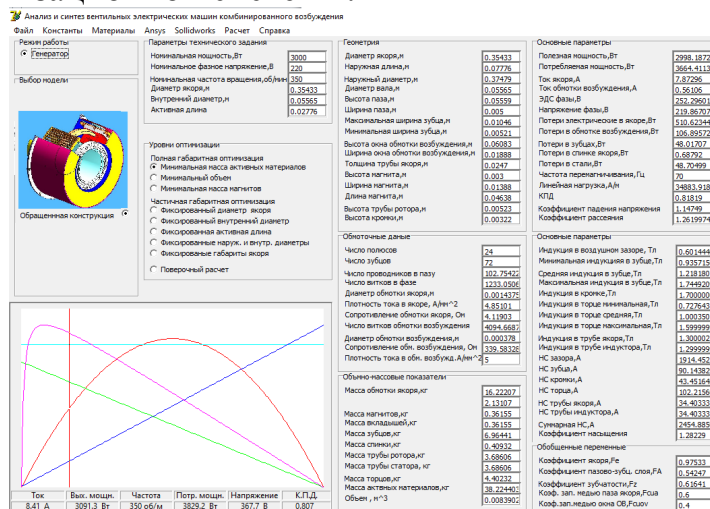 Анализ и синтез вентильных электрических машин комбинированного возбуждения
Файл Константы Материалы Ansys Sollidworks Расчет Справка
Режим работы
Генератор
Выбор модели
Обращенная конструкция
Параметры технического задания
Номинальная мощность,Вт 3000
Номинальное фазное напряжение,В 220
Номинальная частота вращения,об/мин 350
Диаметр якоря,м 0.35433
Внутренний диаметр,м 0.05565
Активная длина 0.02776
Уровни оптимизации
Полная габаритная оптимизация
Минимальная масса активных материалов
Минимальный объем
Минимальная масса магнитов
Частичная габаритная оптимизация
Фиксированный диаметр якоря
Фиксированный внутренний диаметр
Фиксированная активная длина
Фиксированые наруж. и внутр. диаметры
Фиксированые габариты якоря
Поверочный расчет
Геометрия
Диаметр якоря,м 0.35433
Наружная длина,м 0.07776
Наружный диаметр,м 0.37479
Диаметр вала,м 0.05565
Высота паза,м 0.05559
Ширина паза,м 0.005
Максимальная ширина зубца,м 0.01046
Минимальная ширина зубца,м 0.00521
Высота окна обмотки возбуждения,м 0.06083
Ширина окна обмотки возбуждения,м 0.01888
Толщина трубы якоря,м 0.0247
Высота магнита,м 0.003
Ширина магнита,м 0.01388
Длина магнита,м 0.04638
Высота трубы ротора,м 0.00523
Высота кромки,м 0.00322
Обмоточные данные
Число полюсов 24
Число зубцов 72
Число проводников в пазу 102.75422
Число витков в фазе 1233.0506
Диаметр обмотки якоря,м 0.0014375
Плотность тока в якоре, А/мм^2 4.85101
Сопротивление обмотки якоря, Ом 4.11903
Число витков обмотки возбуждения 4094.6687
Диаметр обмотки возбуждения,м 0.000378
Сопротивление обм. возбуждения, Ом 339.58328
Плотность тока в обм. возбужд.А/мм^2 5
Объмно-массовые показатели
Масса обмотки якоря,кг 16.22207
2.13107
Масса магнитов,кг 0.36155
Масса вкладышей,кг 0.36155
Масса зубцов,кг 6.96441
Масса спинки,кг 0.40932
Масса трубы ротора,кг 3.68606
Масса трубы статора, кг 3.68606
Масса торцов,кг 4.40232
Масса актвных материалов,кг 38.224403
Объем , м^3 0.0083902
Основные параметры
Полезная мощность,Вт 2998.1872
Потребляемая мощность,Вт 3664.4113
Ток якоря,А 7.87296
Ток обмотки возбуждения,А 0.56106
ЭДС фазы,В 252.29601
Напряжение фазы,В 219.86707
Потери электрические в якоре,Вт 510.62344
Потери в обмотке возбуждения,Вт 106.89572
Потери в зубцах,Вт 48.01707
Потери в спинке якоря,Вт 0.68792
Потери в стали,Вт 48.70499
Частота перемагничивания,Гц 70
Линейная нагрузка,А/м 34883.918
КПД 0.81819
Коэффициент падения напряжения 1.14749
Коэффициент рассеяния 1.2619974
Основные параметры
Индукция в воздушном зазоре, Тл 0.601444
Минимальная индукция в зубце,Тл 0.935715
Средняя индукция в зубце,Тл 1.218180
Максимальная индукция в зубце,Тл 1.744920
Индукция в кромке,Тл 1.700000
Индукция в торце минимальная,Тл 0.727643
Индукция в торце средняя,Тл 1.000350
Индукция в торце максимальная,Тл 1.599999
Индукция в трубе якоря,Тл 1.300002
Индукция в трубе индуктора,Тл 1.299999
НС зазора,А 1914.452
НС зубца,А 90.14382
НС кромки,А 43.45164
НС торца,А 102.2156
НС трубы якоря,А 34.40333
НС трубы индуктора,А 34.40333
Суммарная НС,А 2454.885
Коэффициент насыщения 1.28229
Обобщенные переменные
Коэффициент якоря,Fe 0.97533
Коэффициент пазово-зубц. слоя,FA 0.54247
Коэффициент зубчатости,Fz 0.61641
Коэф. зап. медью паза якоря,Fcua 0.6
Коэф.зап.медью окна ОВ,Fcuov 0.4
Ток Вых. мощн. Частота Потр. мощн. Напряжение К.П.Д.
8.41 А 3091.3 Вт 350 об/м 3829.2 Вт 367.7 В 0.807